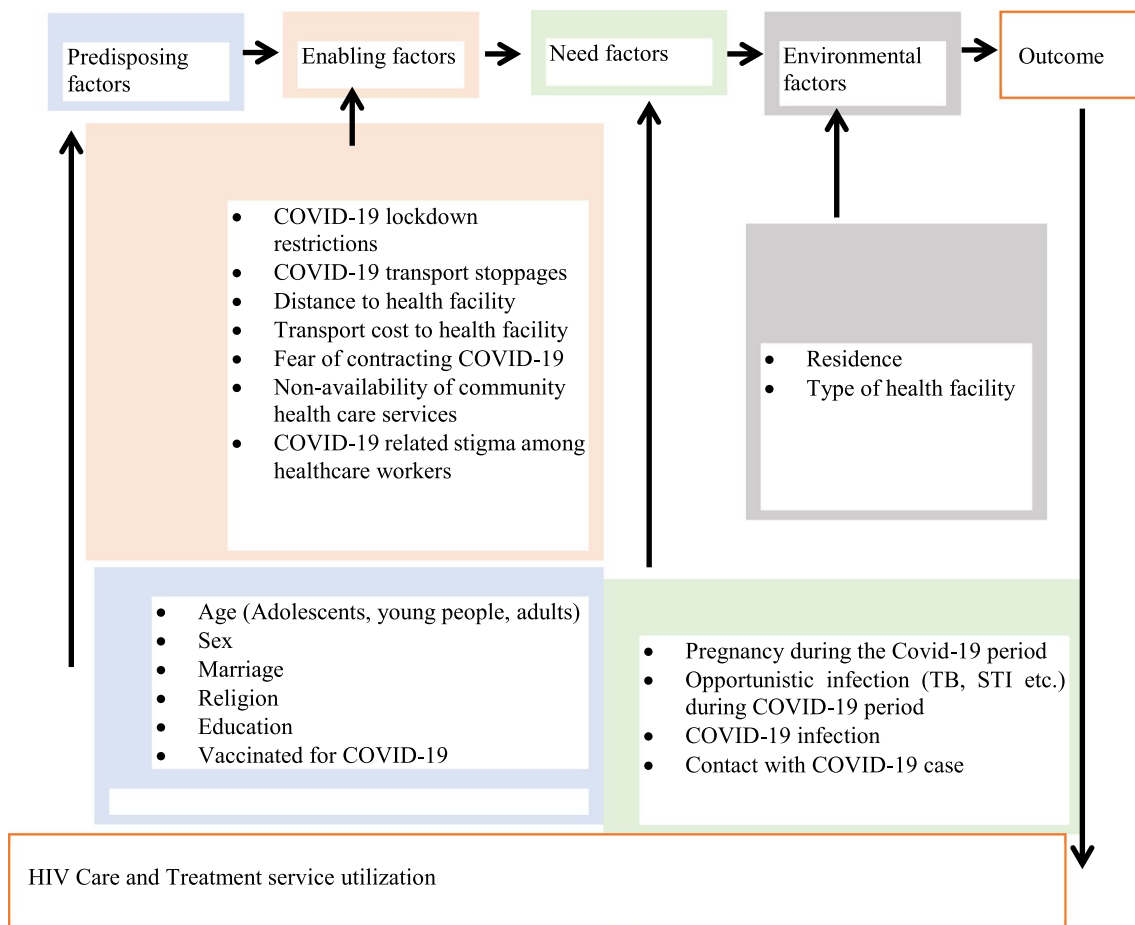 Predisposing
factors
Enabling factors
Need factors
Environmental
factors
Outcome
• COVID-19 lockdown
restrictions
• COVID-19 transport stoppages
• Distance to health facility
• Transport cost to health facility
• Fear of contracting COVID-19
• Non-availability of community
health care services
• COVID-19 related stigma among
healthcare workers
• Residence
• Type of health facility
• Age (Adolescents, young people, adults)
• Sex
• Marriage
• Religion
• Education
• Vaccinated for COVID-19
• Pregnancy during the Covid-19 period
• Opportunistic infection (TB, STI etc.)
during COVID-19 period
• COVID-19 infection
• Contact with COVID-19 case
HIV Care and Treatment service utilization